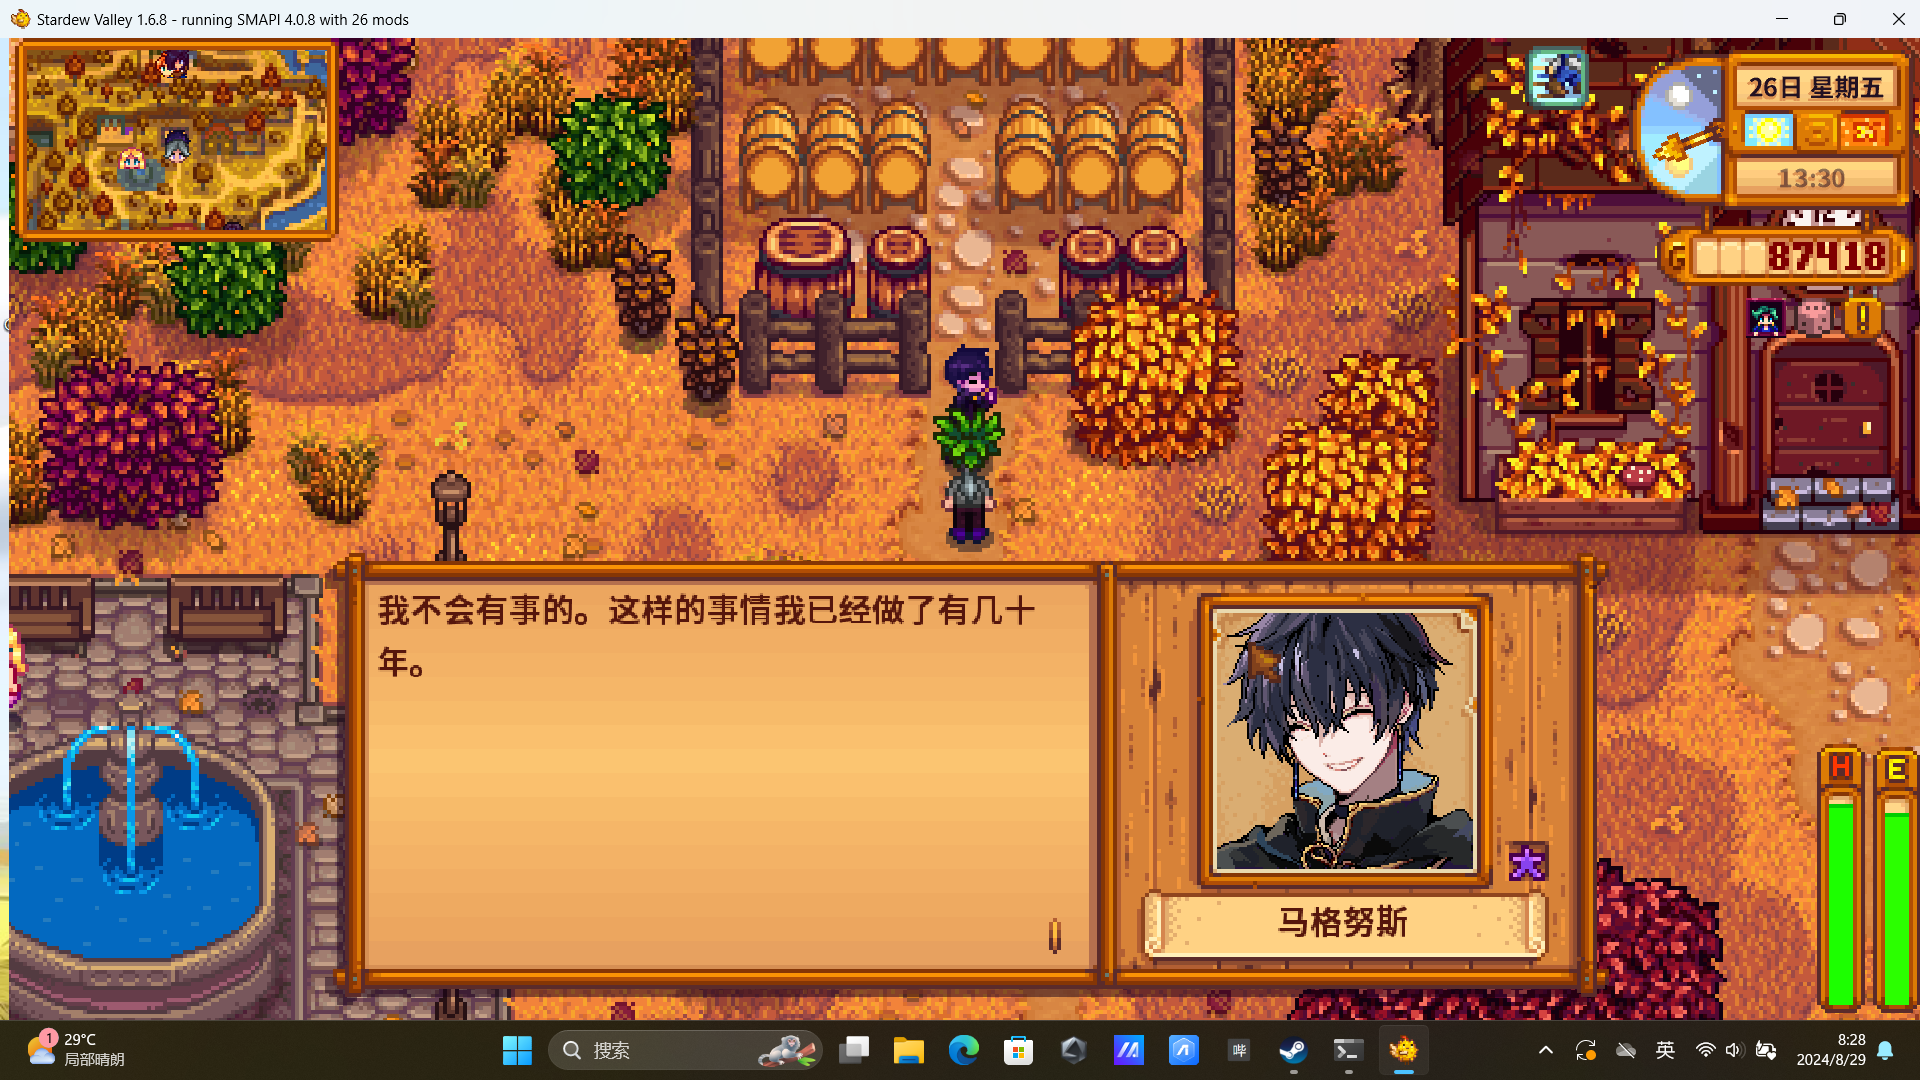 Stardew Valley 1.6.8 - running SMAPI 4.0.8 with 26 mods
26日 星期五
13:30
87418
我不会有事的。这样的事情我已经做了有几十
年。
马格努斯
H
E
1
29°C
局部晴朗
搜索
哔
英
8:28
2024/8/29